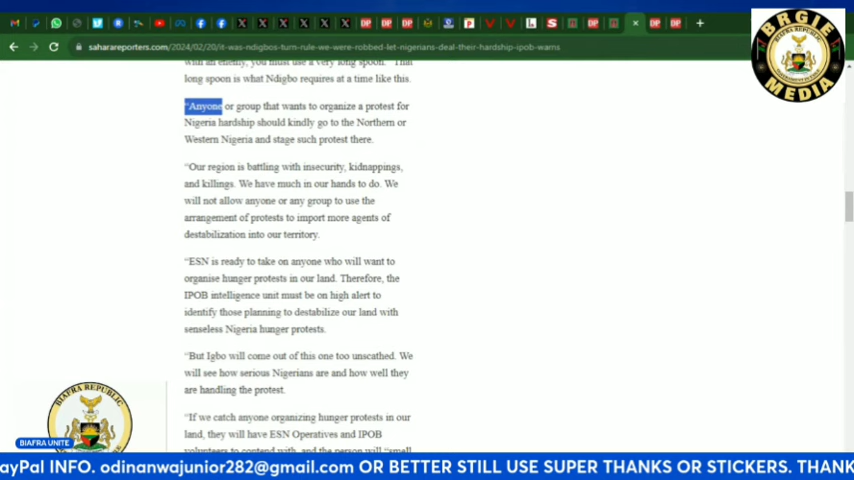 saharareporters.com/2024/02/20/it-was-ndigbos-turn-rule-we-were-robbed-let-nigerians-deal-their-hardship-ipob-warns
BRGIE
MEDIA
with an enemy, you must use a very long spoon. That
long spoon is what Ndigbo requires at a time like this.
“Anyone or group that wants to organize a protest for
Nigeria hardship should kindly go to the Northern or
Western Nigeria and stage such protest there.
“Our region is battling with insecurity, kidnappings,
and killings. We have much in our hands to do. We
will not allow anyone or any group to use the
arrangement of protests to import more agents of
destabilization into our territory.
“ESN is ready to take on anyone who will want to
organise hunger protests in our land. Therefore, the
IPOB intelligence unit must be on high alert to
identify those planning to destabilize our land with
senseless Nigeria hunger protests.
“But Igbo will come out of this one too unscathed. We
will see how serious Nigerians are and how well they
are handling the protest.
“If we catch anyone organizing hunger protests in our
land, they will have ESN Operatives and IPOB
volunteers to contend with, and the person will “smell
BIAFRA REPUBLIC
BIAFRA UNITE
ayPal INFO. odinanwajunior282@gmail.com OR BETTER STILL USE SUPER THANKS OR STICKERS. THANK